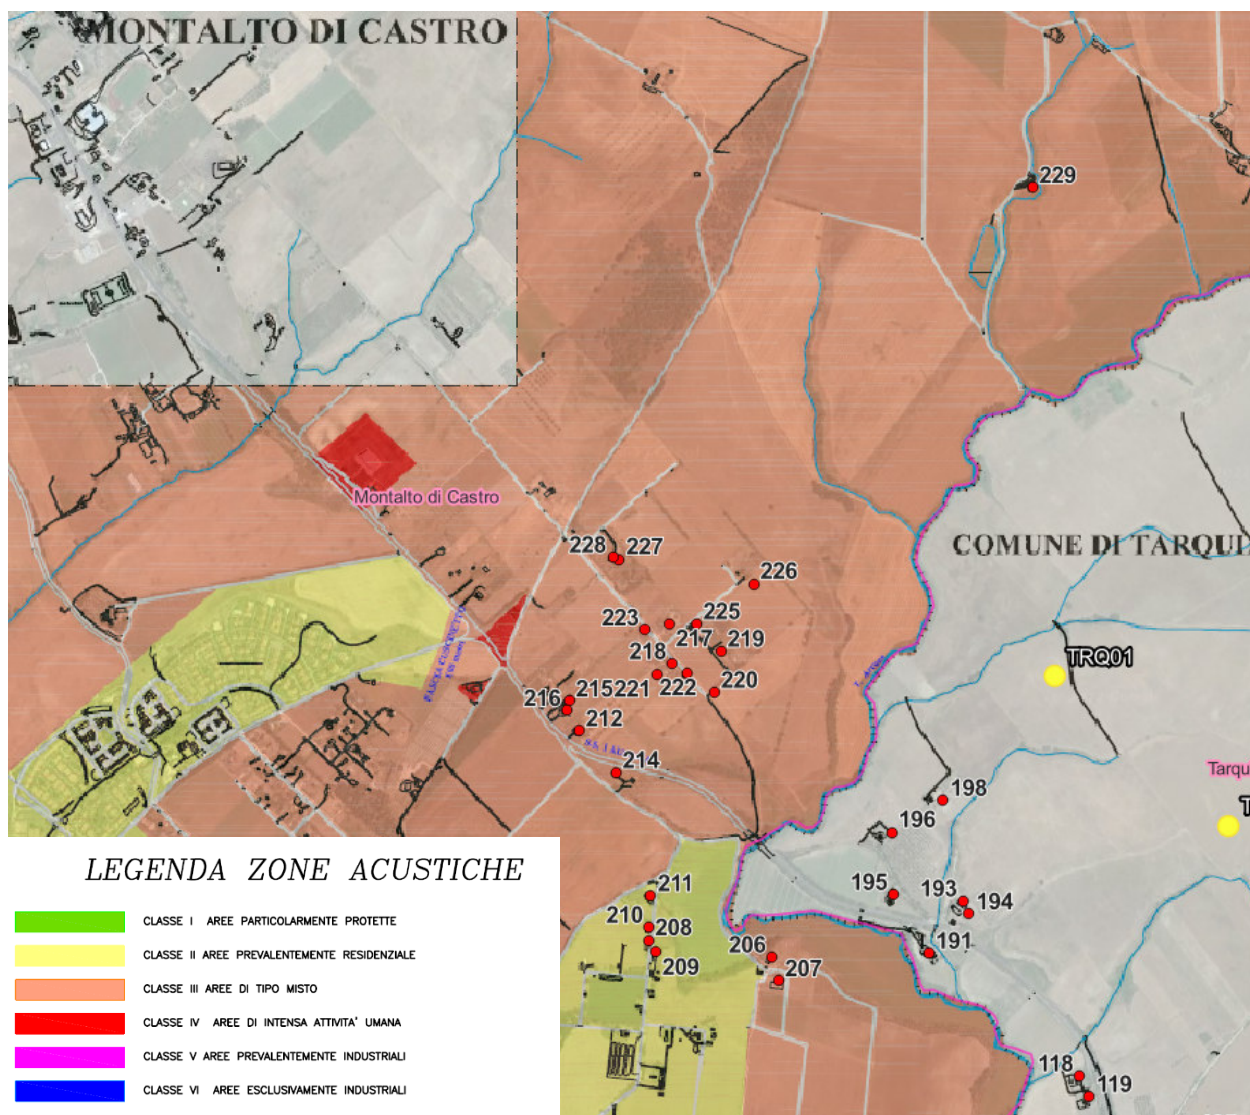 MONTALTO DI CASTRO
229
Montalto di Castro
COMUNE DI TARQUI
228
227
226
223
225
217
219
218
TRQ01
221
222
220
215
216
212
214
198
Tarqu
T
196
211
195
193
194
210
208
191
206
209
207
118
119
LEGENDA ZONE ACUSTICHE
CLASSE I AREE PARTICOLARMENTE PROTETTE
CLASSE II AREE PREVALENTEMENTE RESIDENZIALE
CLASSE III AREE DI TIPO MISTO
CLASSE IV AREE DI INTENSA ATTIVITA' UMANA
CLASSE V AREE PREVALENTEMENTE INDUSTRIALI
CLASSE VI AREE ESCLUSIVAMENTE INDUSTRIALI